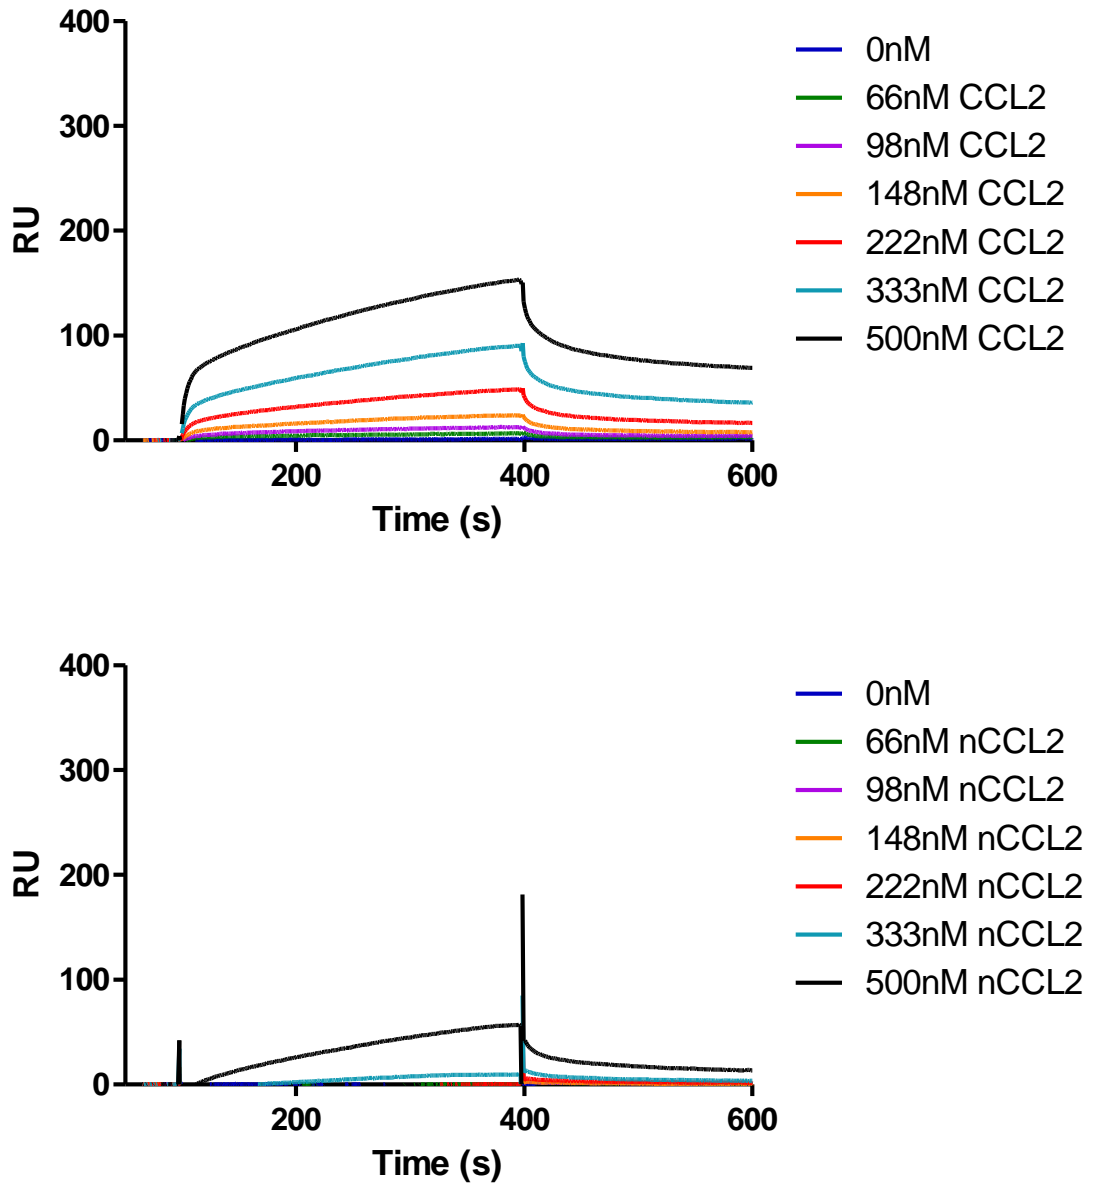 400
300
200
100
0
RU
200
400
600
Time (s)
0nM
66nM CCL2
98nM CCL2
148nM CCL2
222nM CCL2
333nM CCL2
500nM CCL2
400
300
200
100
0
RU
200
400
600
Time (s)
0nM
66nM nCCL2
98nM nCCL2
148nM nCCL2
222nM nCCL2
333nM nCCL2
500nM nCCL2